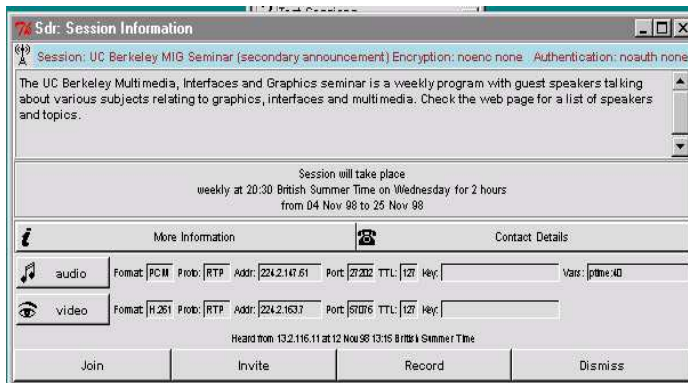 Sdr: Session Information
Session: UC Berkeley MIG Seminar (secondary announcement) Encryption: noenc none Authentication: noauth none
The UC Berkeley Multimedia, Interfaces and Graphics seminar is a weekly program with guest speakers talking
about various subjects relating to graphics, interfaces and multimedia. Check the web page for a list of speakers
and topics.
Session will take place
weekly at 20:30 British Summer Time on Wednesday for 2 hours
from 04 Nov 98 to 25 Nov 98
More Information Contact Details
audio Format: PCM Proto: RTP Addr: 224.2.147.61 Port: 27202 TTL: 127 Key: Vars: ptime:40
video Format: H.261 Proto: RTP Addr: 224.2.163.7 Port: 57076 TTL: 127 Key:
Heard from 13.2.116.11 at 12 Nov 98 13:15 British Summer Time
Join Invite Record Dismiss